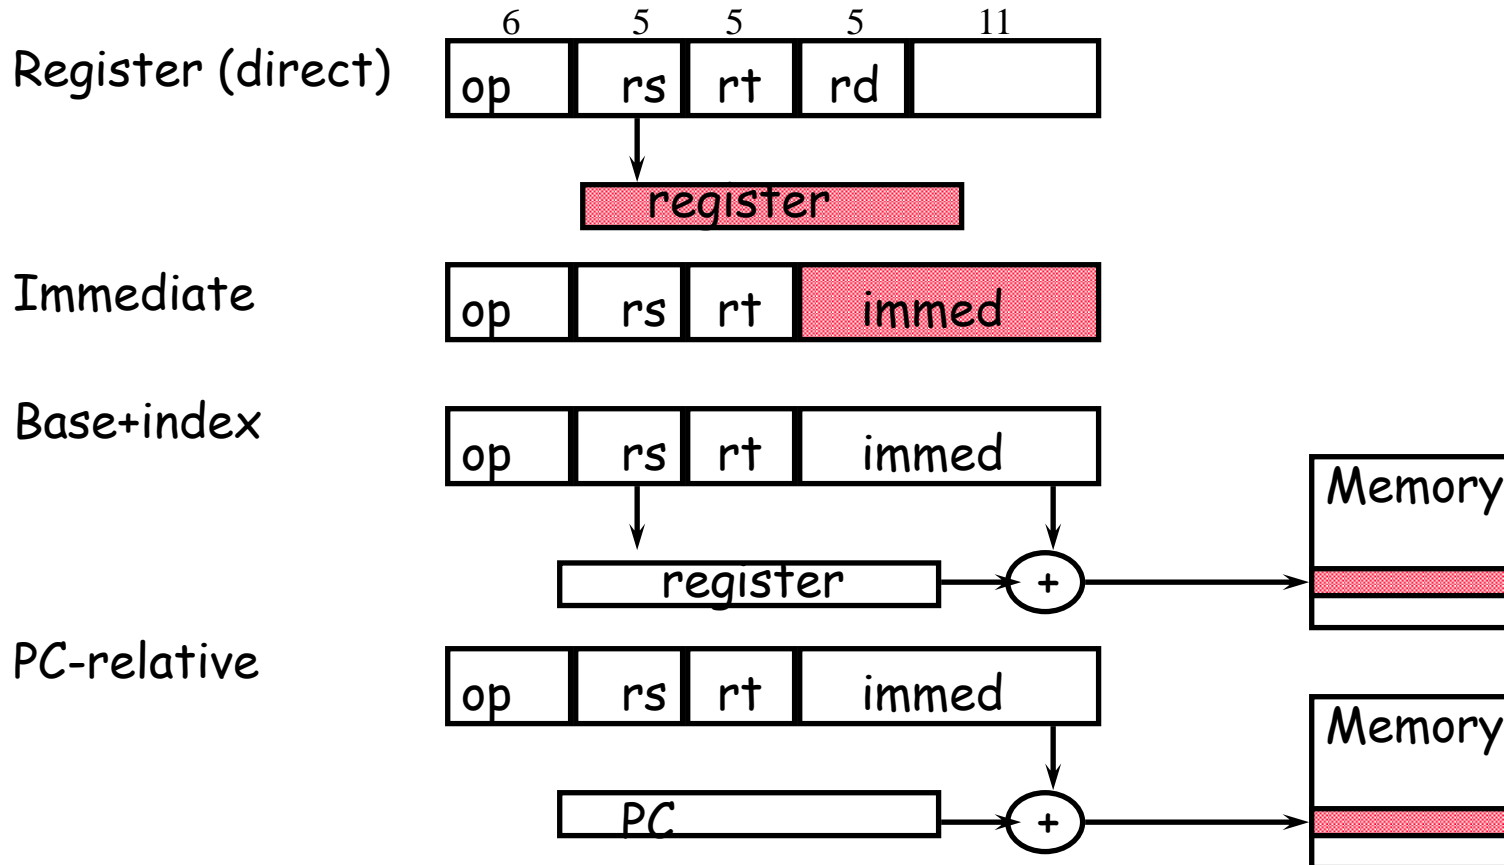 6 5 5 5 11
Register (direct) op rs rt rd
register
Immediate op rs rt immed
Base+index op rs rt immed
Memory
register +
PC-relative op rs rt immed
Memory
PC +